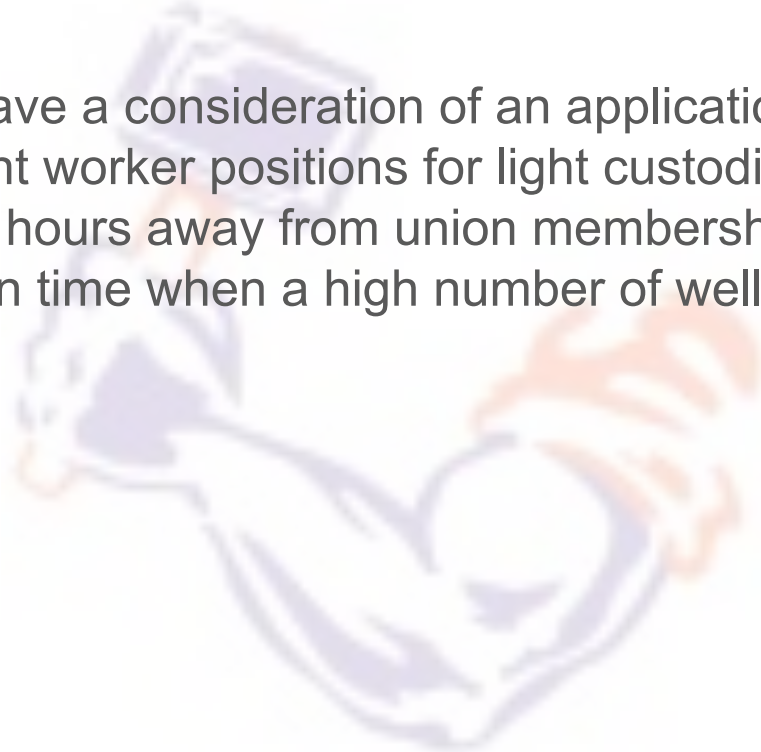 ave a consideration of an applicatio
nt worker positions for light custodi
hours away from union membersh
n time when a high number of well